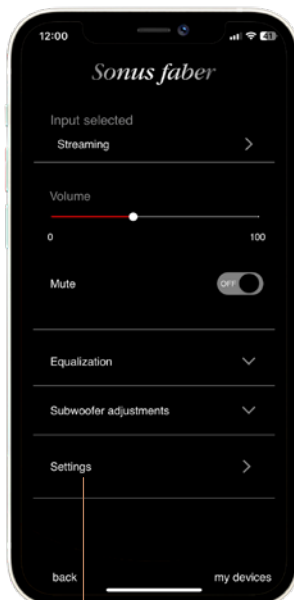 12:00 41
Sonus faber
Input selected
Streaming
Volume
0 100
Mute OFF
Equalization
Subwoofer adjustments
Settings
back my devices